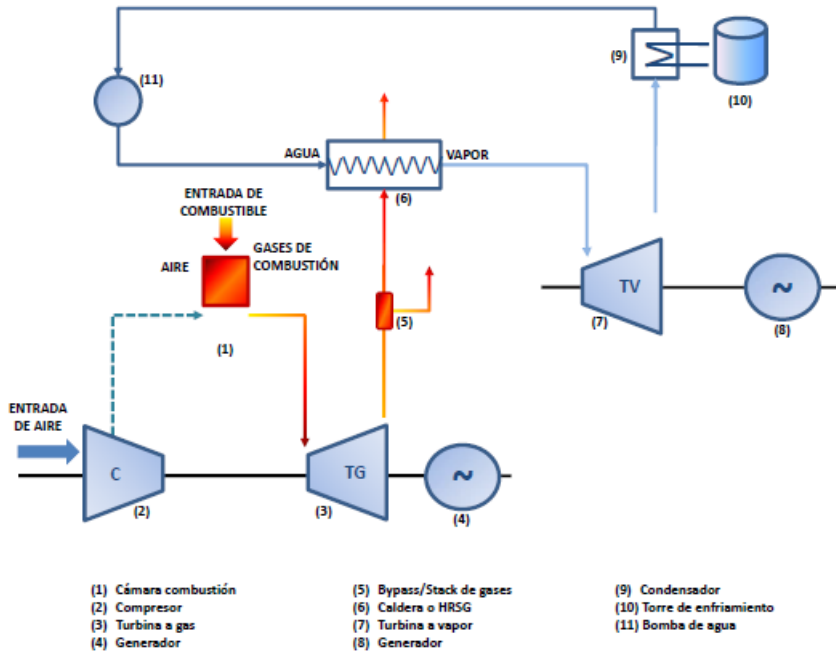 (9)
(10)
(11)
AGUA
VAPOR
(6)
ENTRADA DE
COMBUSTIBLE
AIRE
GASES DE
COMBUSTIÓN
(1)
(5)
TV
~
(7)
(8)
ENTRADA
DE AIRE
C
TG
~
(2)
(3)
(4)
(1) Cámara combustión
(2) Compresor
(3) Turbina a gas
(4) Generador
(5) Bypass/Stack de gases
(6) Caldera o HRSG
(7) Turbina a vapor
(8) Generador
(9) Condensador
(10) Torre de enfriamiento
(11) Bomba de agua